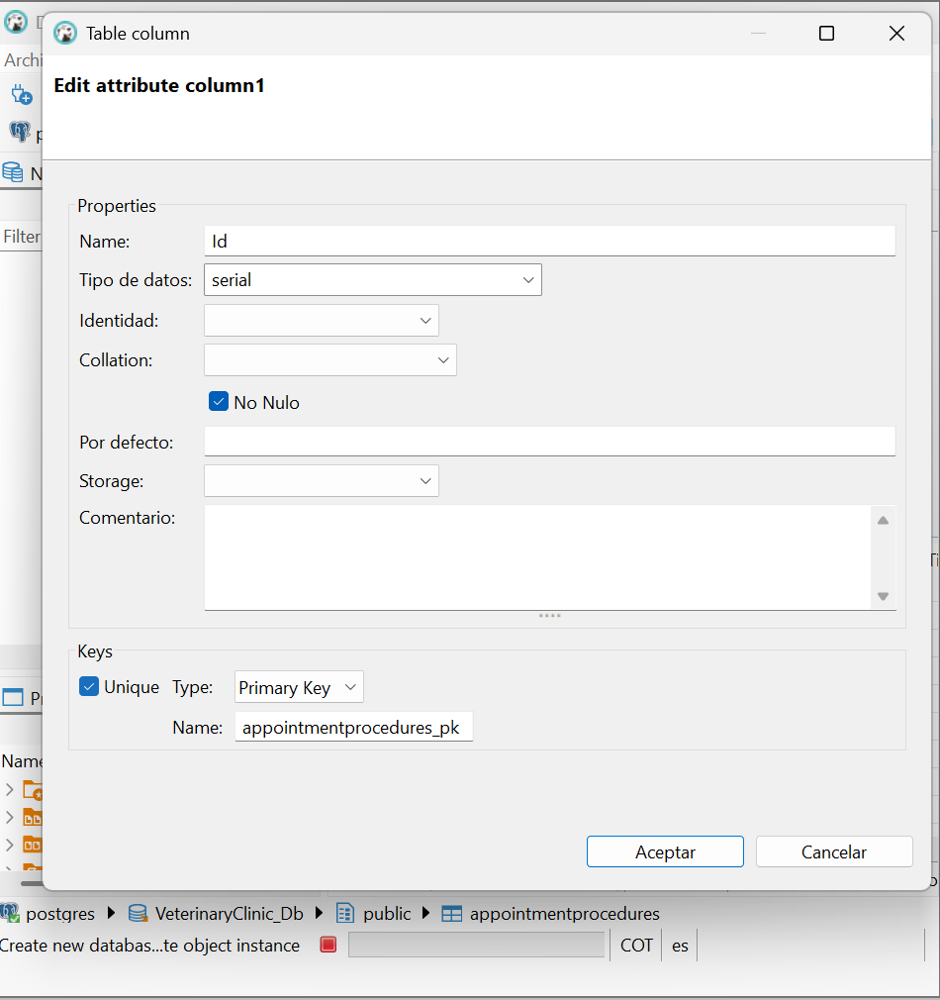 Table column
Archi
Edit attribute column1
p
N
Filter
Properties
Name: Id
Tipo de datos: serial
Identidad:
Collation:
No Nulo
Por defecto:
Storage:
Comentario:
Ti
Keys
Unique Type: Primary Key
Name: appointmentprocedures_pk
Name
Aceptar Cancelar
postgres VeterinaryClinic_Db public appointmentprocedures
Create new databas...te object instance COT es